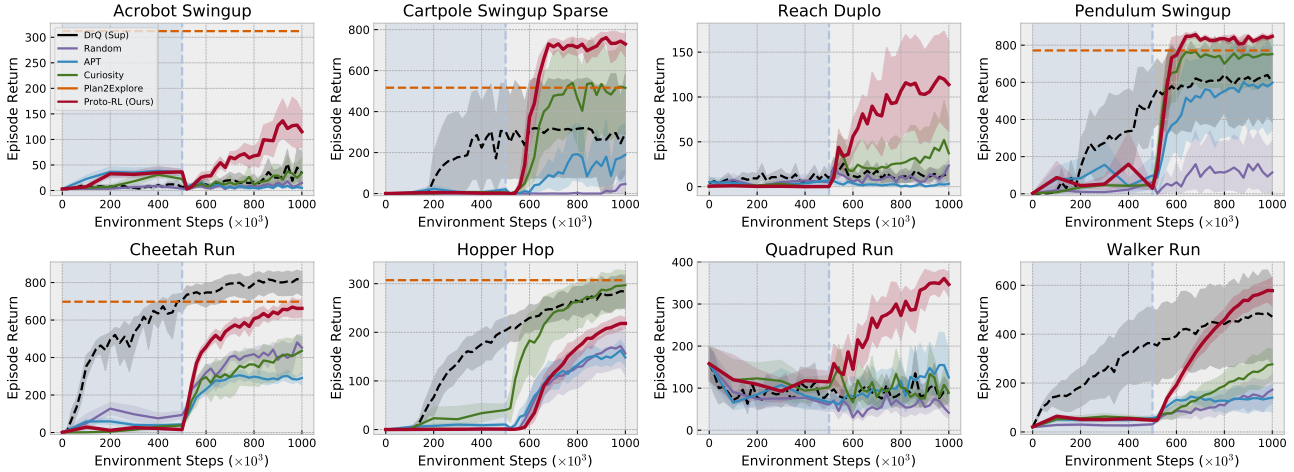 Acrobot Swingup
Episode Return
300
250
200
150
100
50
0
DrQ (Sup)
Random
APT
Curiosity
Plan2Explore
Proto-RL (Ours)
0 200 400 600 800 1000
Environment Steps (×10³)
Cartpole Swingup Sparse
Episode Return
800
600
400
200
0
0 200 400 600 800 1000
Environment Steps (×10³)
Reach Duplo
Episode Return
150
100
50
0
0 200 400 600 800 1000
Environment Steps (×10³)
Pendulum Swingup
Episode Return
800
600
400
200
0
0 200 400 600 800 1000
Environment Steps (×10³)
Cheetah Run
Episode Return
800
600
400
200
0
0 200 400 600 800 1000
Environment Steps (×10³)
Hopper Hop
Episode Return
300
200
100
0
0 200 400 600 800 1000
Environment Steps (×10³)
Quadruped Run
Episode Return
400
300
200
100
0
0 200 400 600 800 1000
Environment Steps (×10³)
Walker Run
Episode Return
800
600
400
200
0
0 200 400 600 800 1000
Environment Steps (×10³)